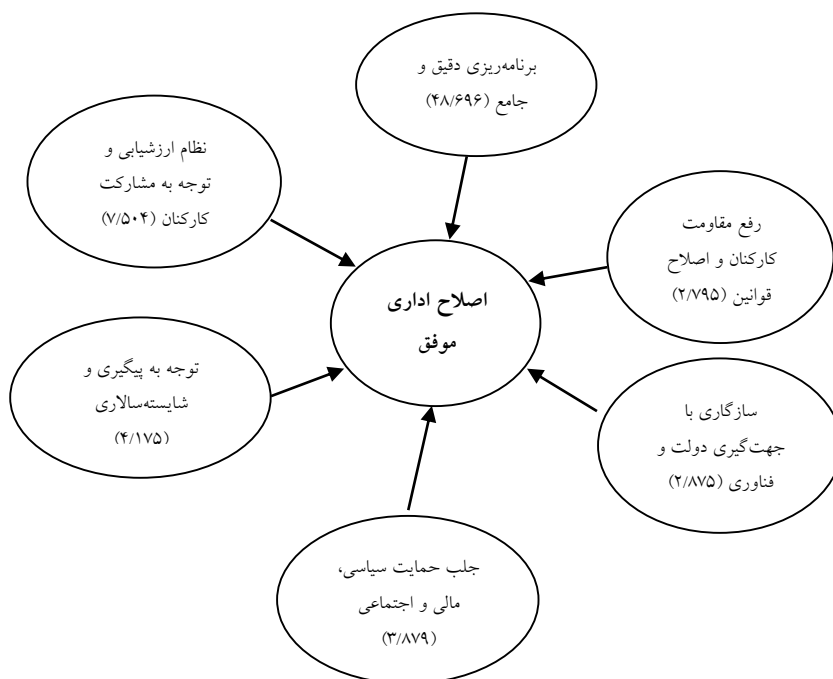 برنامه‌ریزی دقیق و
جامع (۴۸/۶۹۶)
نظام ارزشیابی و
توجه به مشارکت
کارکنان (۷/۵۰۴)
رفع مقاومت
کارکنان و اصلاح
قوانین (۲/۷۹۵)
اصلاح اداری
موفق
توجه به پیگیری و
شایسته‌سالاری
(۴/۱۷۵)
سازگاری با
جهت‌گیری دولت و
فناوری (۲/۸۷۵)
جلب حمایت سیاسی،
مالی و اجتماعی
(۳/۸۷۹)